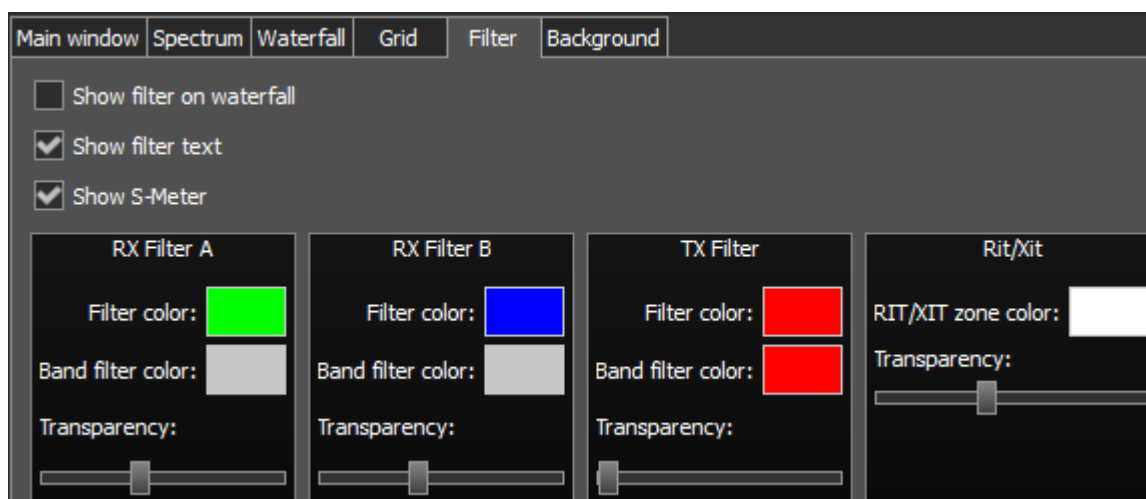 Main window Spectrum Waterfall Grid Filter Background
Show filter on waterfall
Show filter text
Show S-Meter
RX Filter A
Filter color:
Band filter color:
Transparency:
RX Filter B
Filter color:
Band filter color:
Transparency:
TX Filter
Filter color:
Band filter color:
Transparency:
Rit/Xit
RIT/XIT zone color:
Transparency: